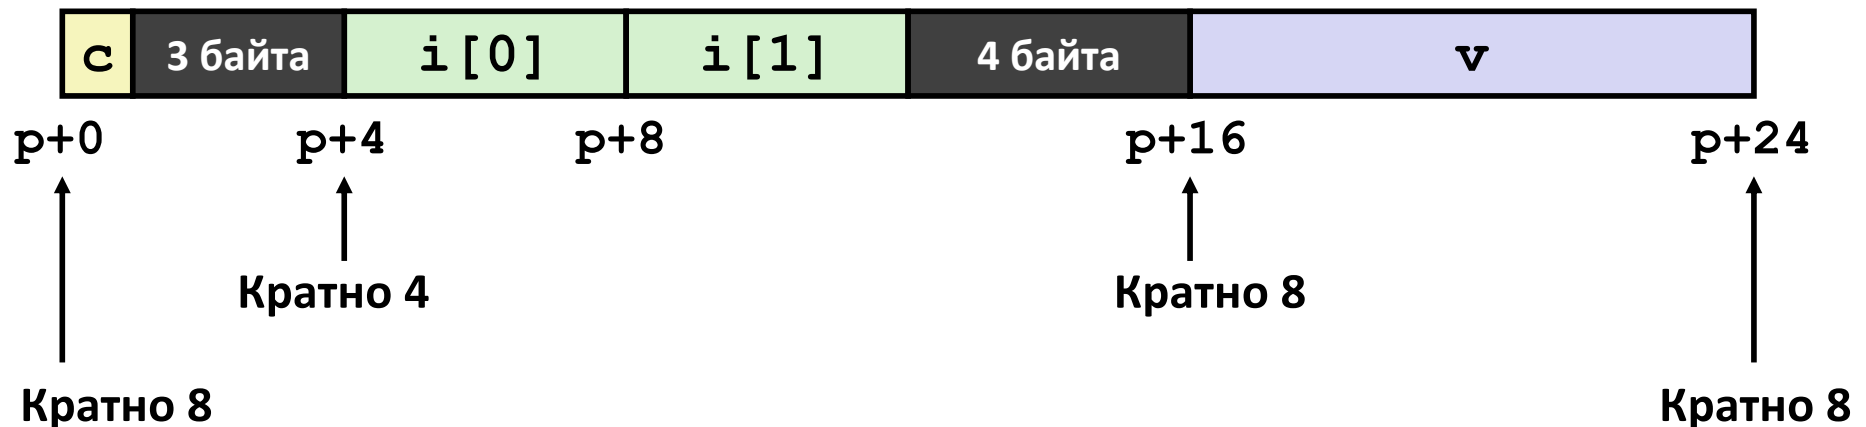 c 3 байта i[0] i[1] 4 байта v
p+0 p+4 p+8 p+16 p+24
Кратно 4 Кратно 8
Кратно 8 Кратно 8